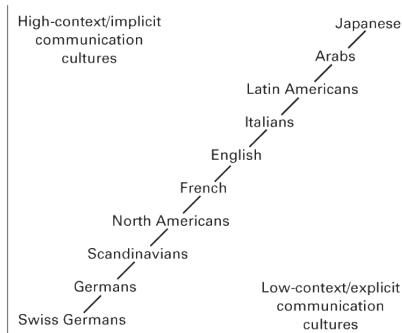 High-context/implicit
communication
cultures
Japanese
Arabs
Latin Americans
Italians
English
French
North Americans
Scandinavians
Germans
Swiss Germans
Low-context/explicit
communication
cultures